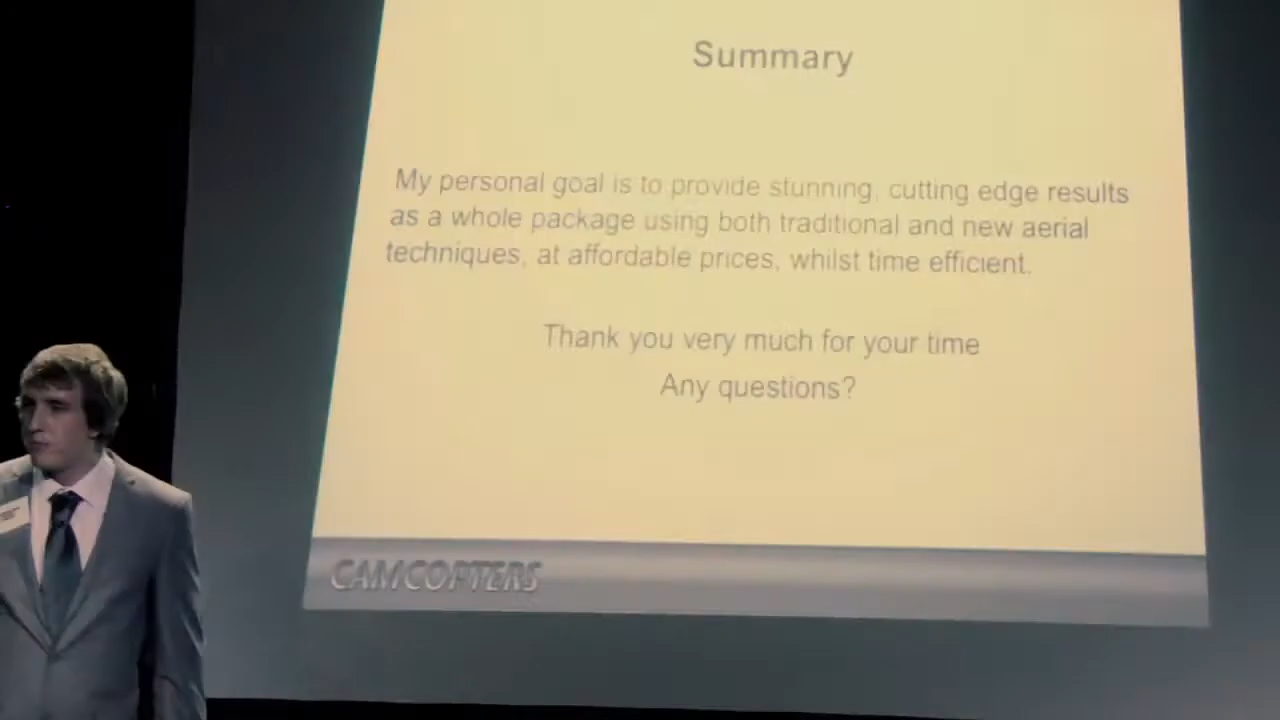 Summary
My personal goal is to provide stunning, cutting edge results
as a whole package using both traditional and new aerial
techniques, at affordable prices, whilst time efficient.
Thank you very much for your time
Any questions?
CAMCOPTERS